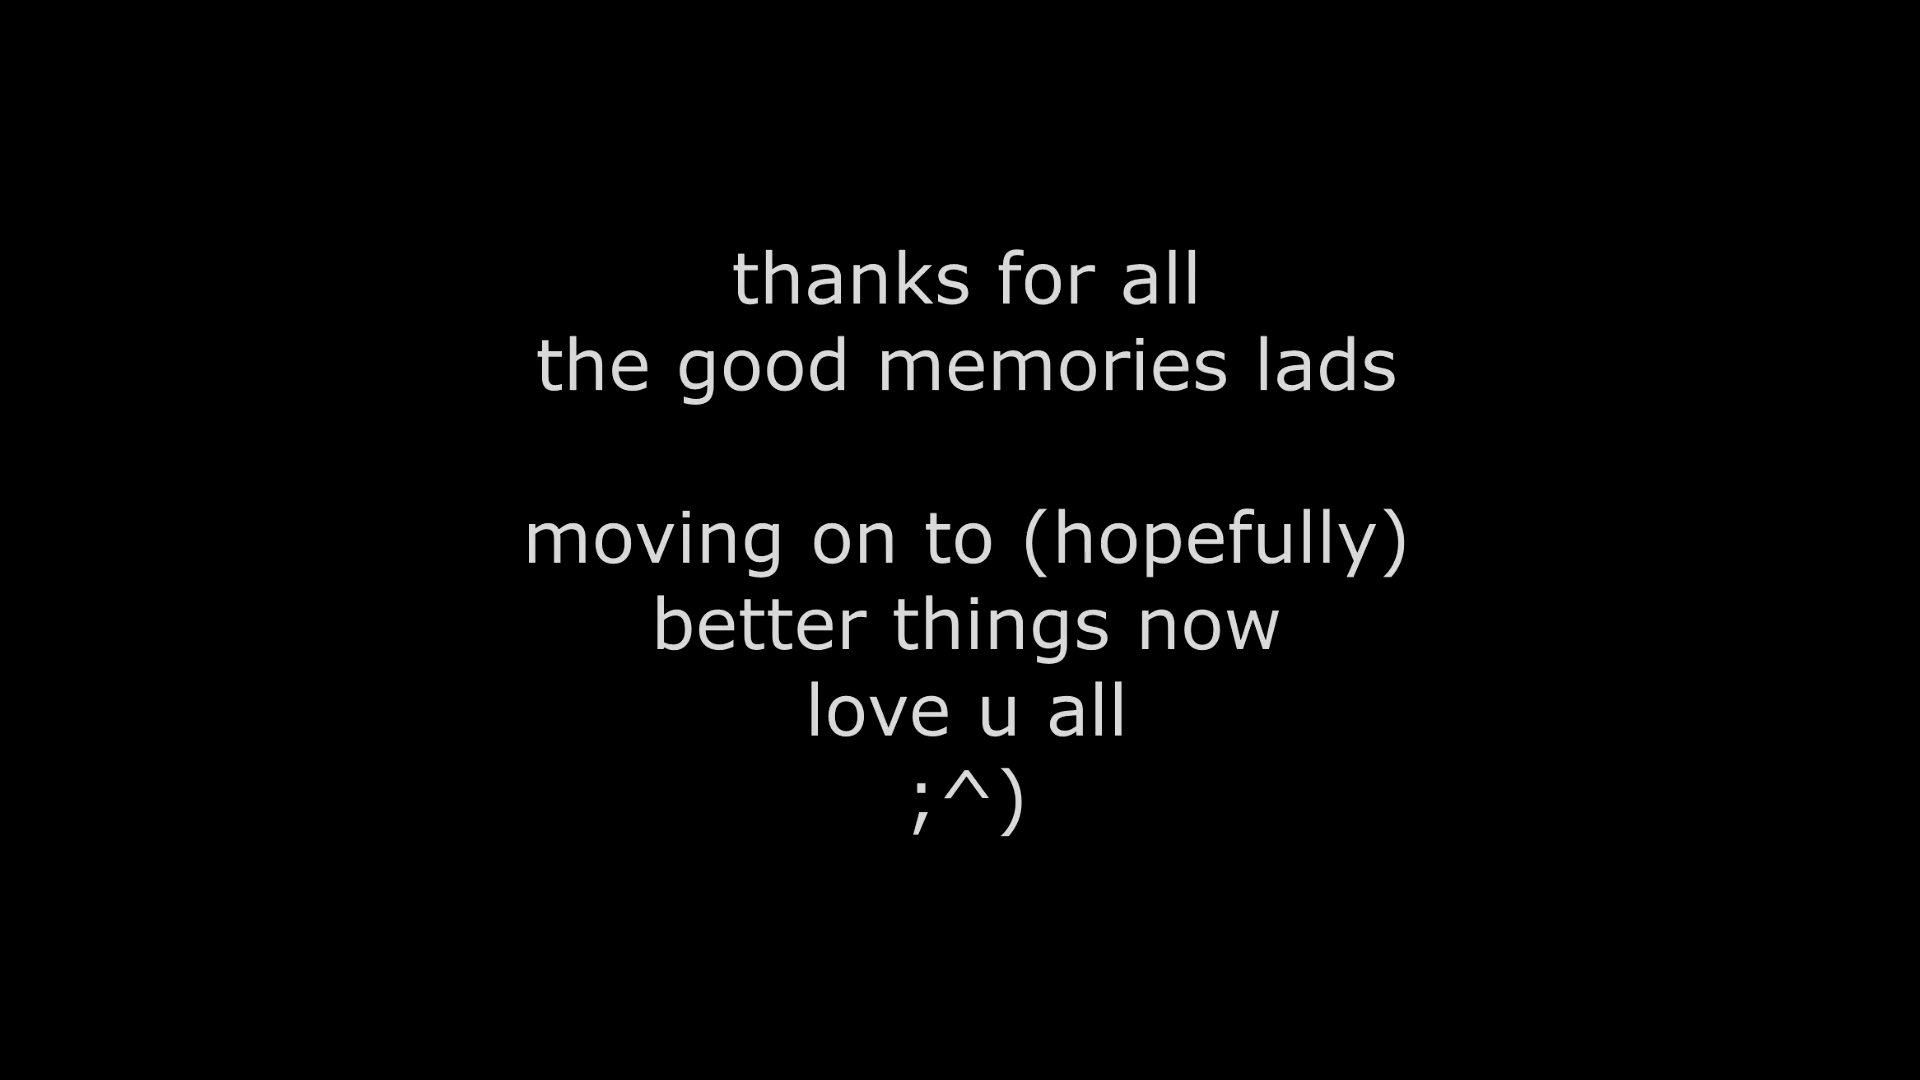 thanks for all
the good memories lads
moving on to (hopefully)
better things now
love u all
;^)